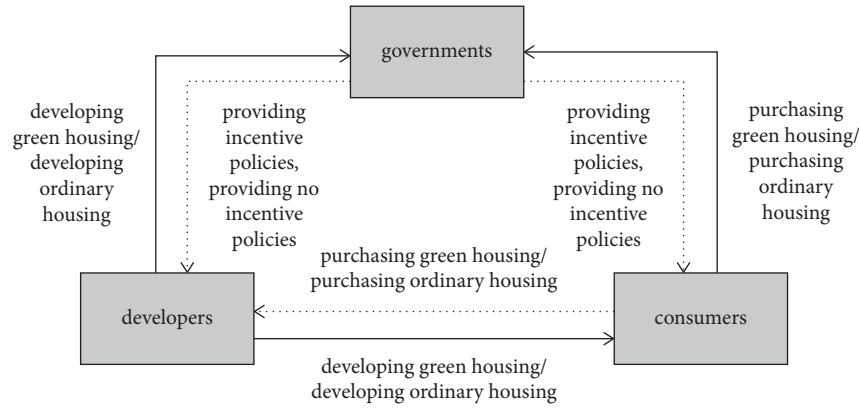 governments
developing
green housing/
developing
ordinary
housing
providing
incentive
policies,
providing no
incentive
policies
providing
incentive
policies,
providing no
incentive
policies
purchasing
green housing/
purchasing
ordinary
housing
purchasing green housing/
purchasing ordinary housing
developers
consumers
developing green housing/
developing ordinary housing